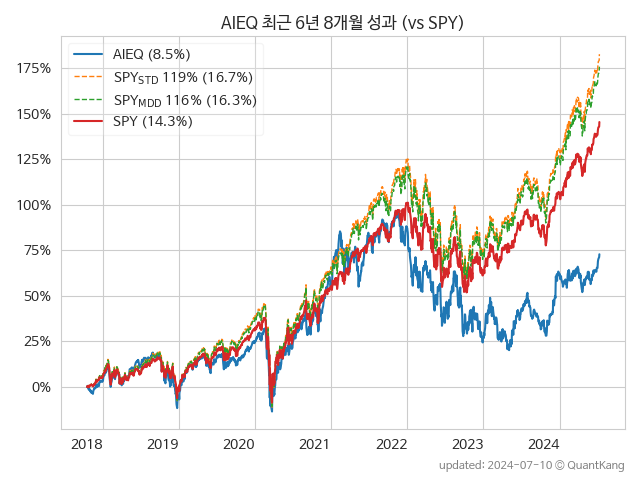 AIEQ 최근 6년 8개월 성과 (vs SPY)
AIEQ (8.5%)
SPY_STD 119% (16.7%)
SPY_MDD 116% (16.3%)
SPY (14.3%)
175%
150%
125%
100%
75%
50%
25%
0%
2018 2019 2020 2021 2022 2023 2024
updated: 2024-07-10 © QuantKang